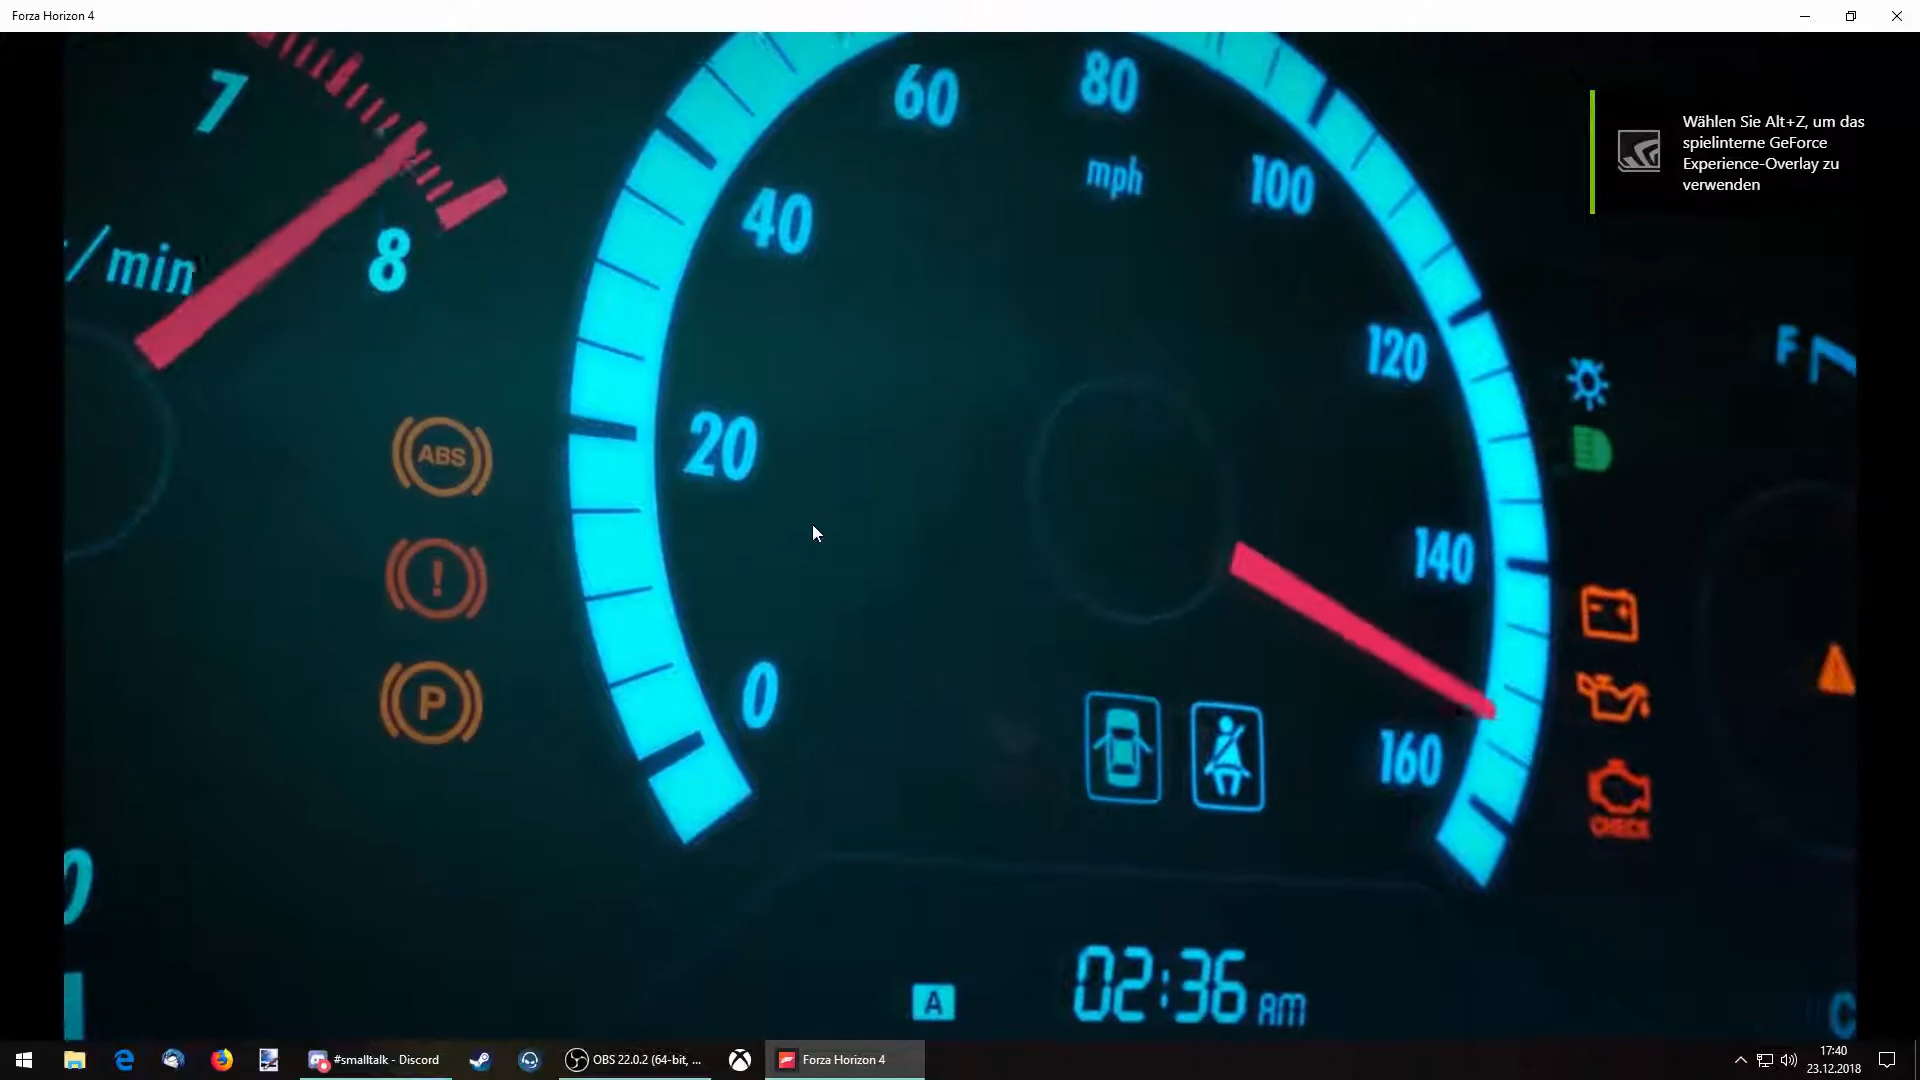 Forza Horizon 4
Wählen Sie Alt+Z, um das
spielinterne GeForce
Experience-Overlay zu
verwenden
7
8
/min
0
20
40
60
80
mph
100
120
140
160
F
ABS
!
P
CHECK
0
A
02:36 AM
C
#smalltalk - Discord
OBS 22.0.2 (64-bit, ...
Forza Horizon 4
17:40
23.12.2018